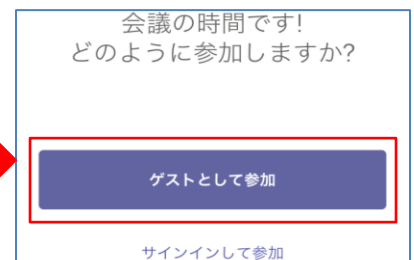 会議の時間です!
どのように参加しますか?
ゲストとして参加
サインインして参加